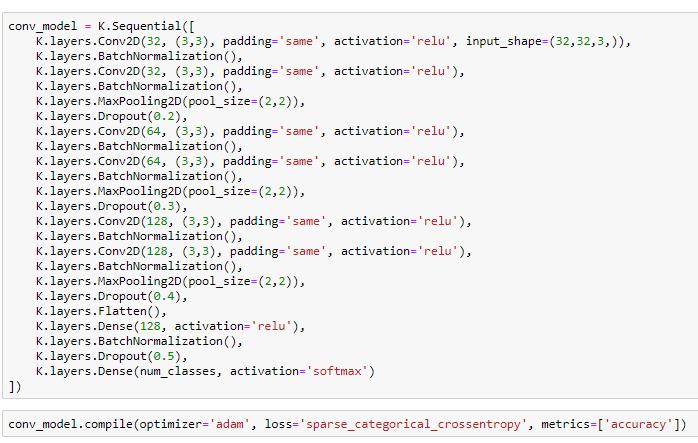 conv_model = K.Sequential([
    K.layers.Conv2D(32, (3,3), padding='same', activation='relu', input_shape=(32,32,3,)),
    K.layers.BatchNormalization(),
    K.layers.Conv2D(32, (3,3), padding='same', activation='relu'),
    K.layers.BatchNormalization(),
    K.layers.MaxPooling2D(pool_size=(2,2)),
    K.layers.Dropout(0.2),
    K.layers.Conv2D(64, (3,3), padding='same', activation='relu'),
    K.layers.BatchNormalization(),
    K.layers.Conv2D(64, (3,3), padding='same', activation='relu'),
    K.layers.BatchNormalization(),
    K.layers.MaxPooling2D(pool_size=(2,2)),
    K.layers.Dropout(0.3),
    K.layers.Conv2D(128, (3,3), padding='same', activation='relu'),
    K.layers.BatchNormalization(),
    K.layers.Conv2D(128, (3,3), padding='same', activation='relu'),
    K.layers.BatchNormalization(),
    K.layers.MaxPooling2D(pool_size=(2,2)),
    K.layers.Dropout(0.4),
    K.layers.Flatten(),
    K.layers.Dense(128, activation='relu'),
    K.layers.BatchNormalization(),
    K.layers.Dropout(0.5),
    K.layers.Dense(num_classes, activation='softmax')
])
conv_model.compile(optimizer='adam', loss='sparse_categorical_crossentropy', metrics=['accuracy'])